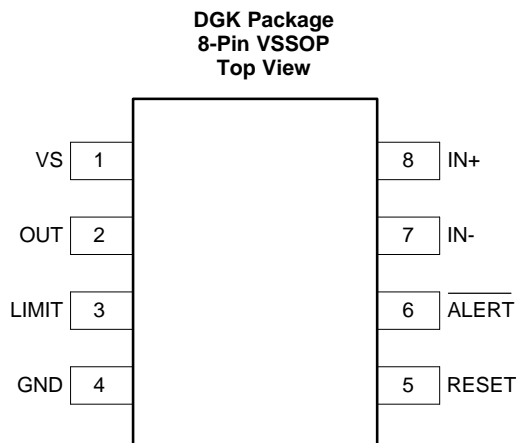 DGK Package
8-Pin VSSOP
Top View
VS 1 8 IN+
OUT 2 7 IN-
LIMIT 3 6 ALERT
GND 4 5 RESET